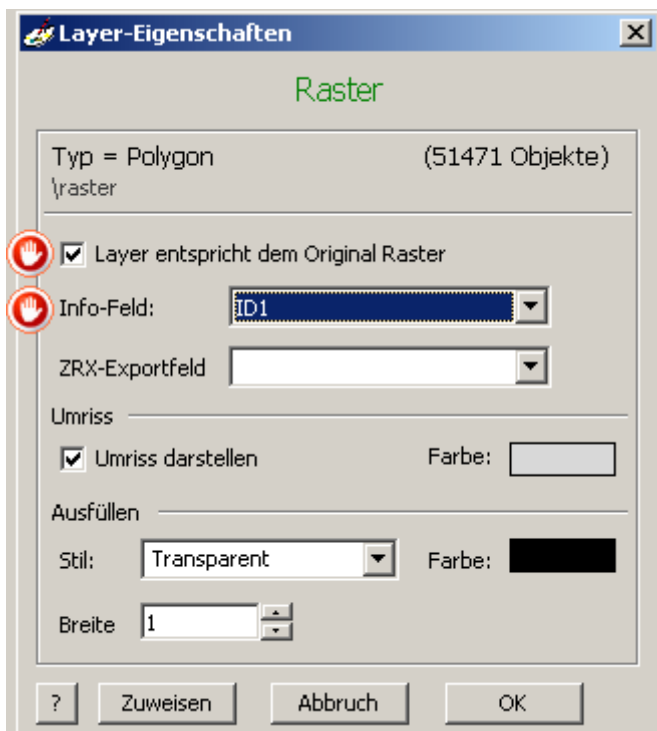 Layer-Eigenschaften
Raster
Typ = Polygon (51471 Objekte)
\raster
Layer entspricht dem Original Raster
Info-Feld: ID1
ZRX-Exportfeld
Umriss
Umriss darstellen Farbe:
Ausfüllen
Stil: Transparent Farbe:
Breite 1
? Zuweisen Abbruch OK